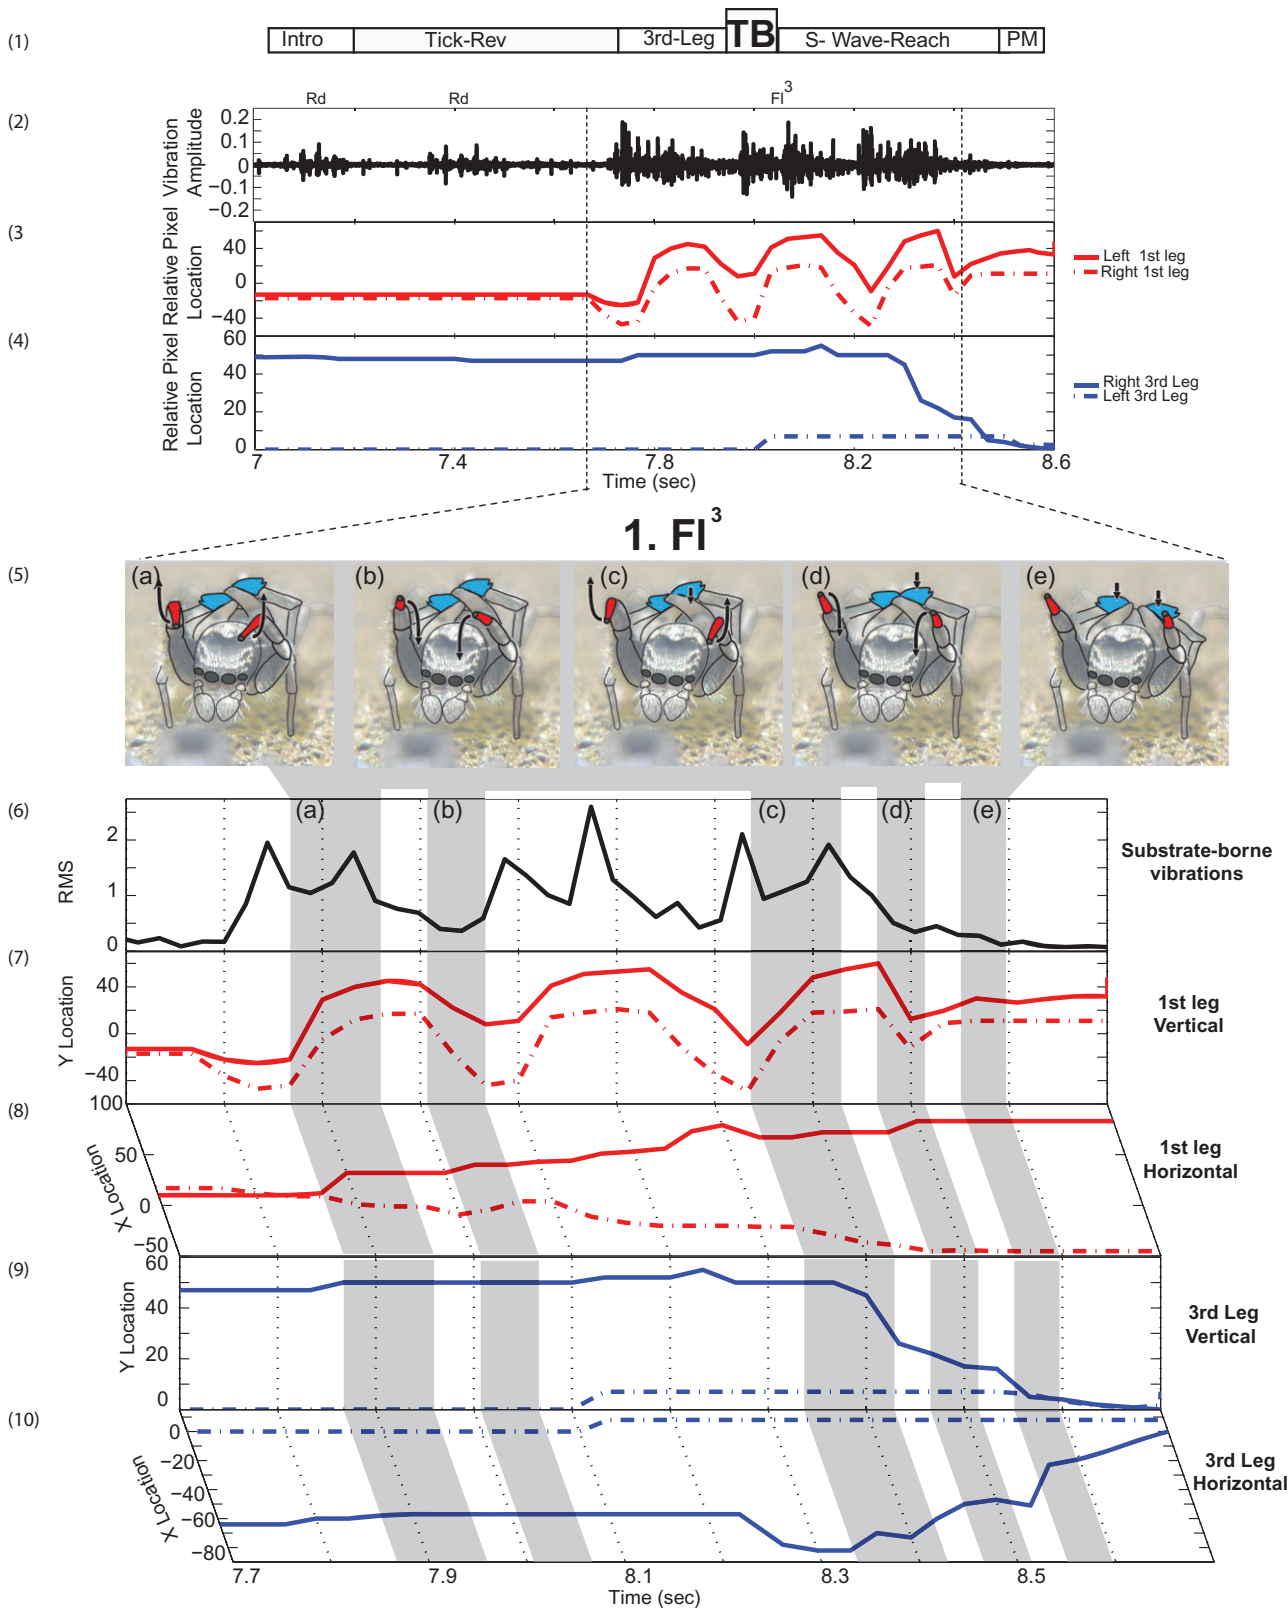 (1)
Intro Tick-Rev 3rd-Leg TB S- Wave-Reach PM
Rd Rd Fl³
(2)
Vibration Amplitude
0.2
0.1
0
−0.1
−0.2
(3
Relative Pixel Location
40
0
−40
Left 1st leg
Right 1st leg
(4)
Relative Pixel Location
60
40
20
0
Right 3rd Leg
Left 3rd Leg
7 7.4 7.8 8.2 8.6
Time (sec)
1. Fl³
(5)
(a) (b) (c) (d) (e)
(6)
(a) (b) (c) (d) (e)
RMS
2
1
0
Substrate-borne
vibrations
(7)
Y Location
40
0
−40
1st leg
Vertical
(8)
X Location
100
50
0
−50
1st leg
Horizontal
(9)
Y Location
60
40
20
0
3rd Leg
Vertical
(10)
X Location
0
−20
−40
−60
−80
3rd Leg
Horizontal
7.7 7.9 8.1 8.3 8.5
Time (sec)